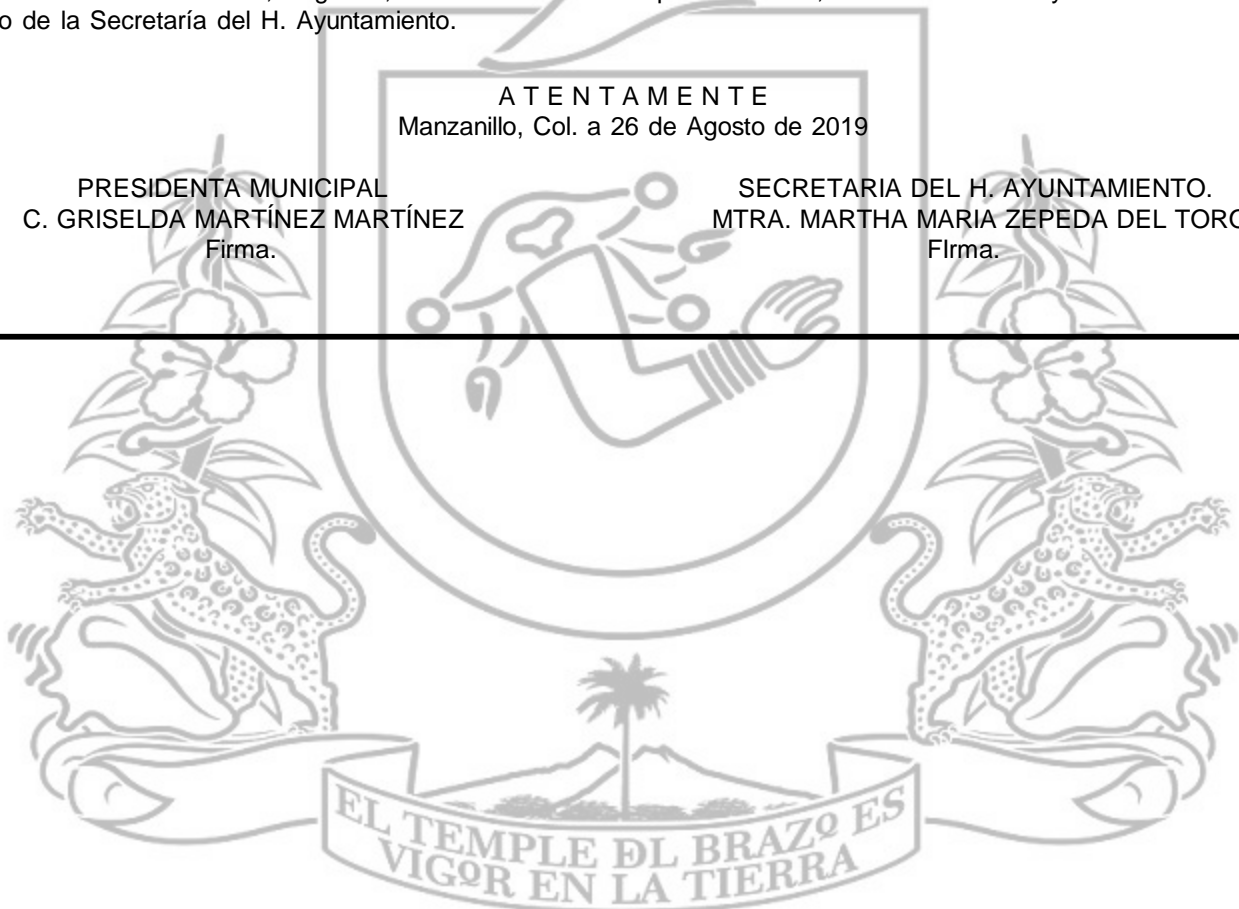 o de la Secretaría del H. Ayuntamiento.
A T E N T A M E N T E
Manzanillo, Col. a 26 de Agosto de 2019
PRESIDENTA MUNICIPAL
C. GRISELDA MARTÍNEZ MARTÍNEZ
Firma.
SECRETARIA DEL H. AYUNTAMIENTO.
MTRA. MARTHA MARIA ZEPEDA DEL TORO
FIrma.
EL TEMPLE DL BRAZO ES
VIGOR EN LA TIERRA